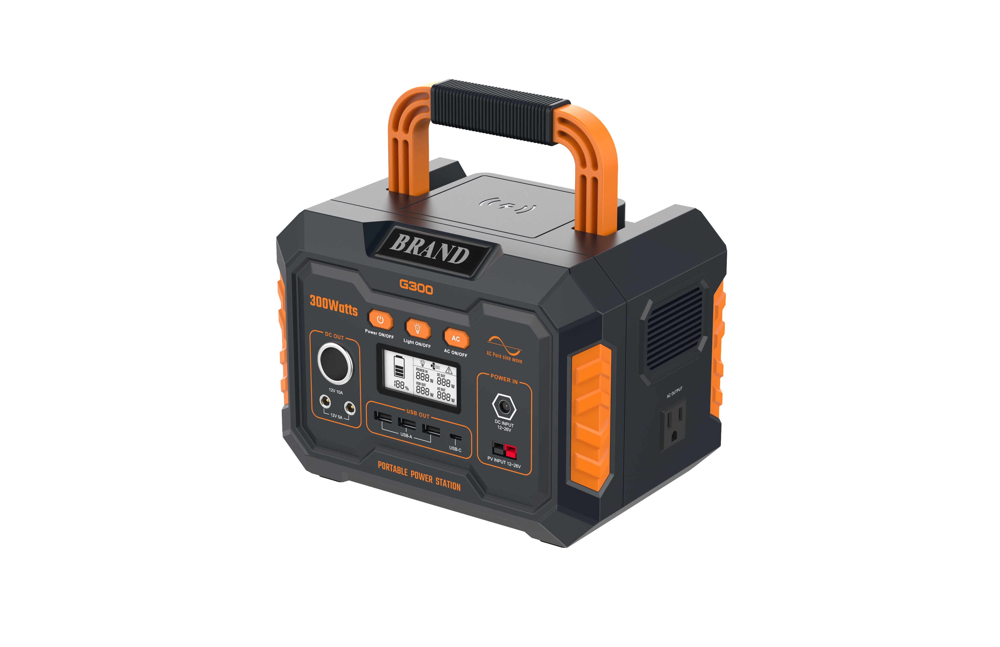 BRAND
G300
300Watts
Power ON/OFF
Light ON/OFF
AC
AC ON/OFF
AC Pure sine wave
DC OUT
12V 10A
12V 5A
188%
POWER IN
888W
DC OUT
888W
USB OUT
888W
AC OUT
888W
USB OUT
USB-A
USB-C
POWER IN
DC INPUT
12~26V
PV INPUT 12~26V
PORTABLE POWER STATION
AC OUTPUT